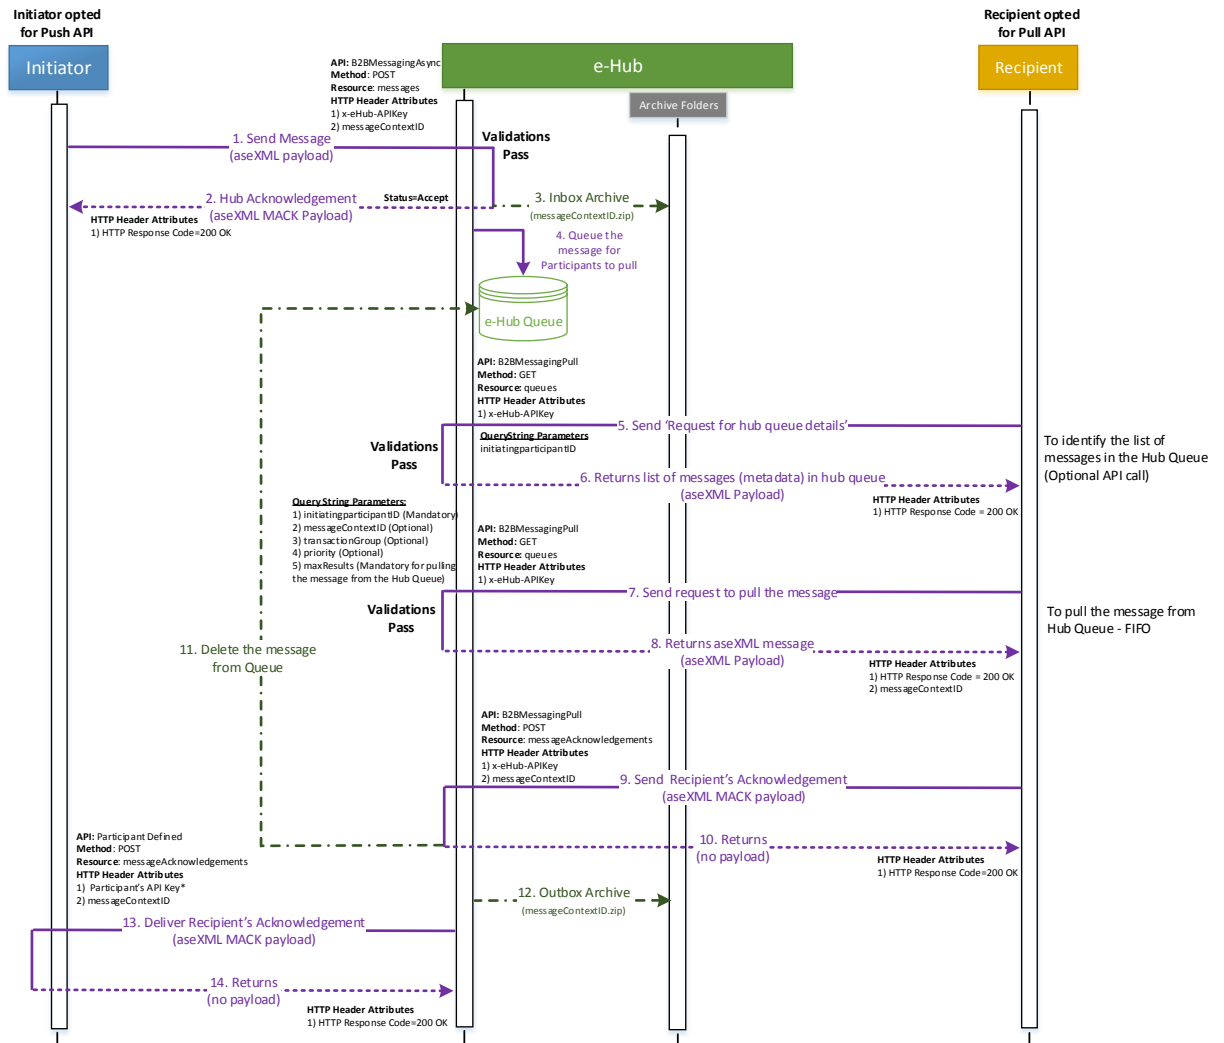 Initiator opted
for Push API
Recipient opted
for Pull API
Initiator
e-Hub
Recipient
Archive Folders
API: B2BMessagingAsync
Method: POST
Resource: messages
HTTP Header Attributes
1) x-eHub-APIKey
2) messageContextID
1. Send Message
(aseXML payload)
Validations
Pass
2. Hub Acknowledgement
(aseXML MACK Payload)
Status=Accept
HTTP Header Attributes
1) HTTP Response Code=200 OK
3. Inbox Archive
(messageContextID.zip)
4. Queue the
message for
Participants to pull
e-Hub Queue
API: B2BMessagingPull
Method: GET
Resource: queues
HTTP Header Attributes
1) x-eHub-APIKey
5. Send ‘Request for hub queue details’
QueryString Parameters
initiatingparticipantID
Validations
Pass
To identify the list of
messages in the Hub Queue
(Optional API call)
6. Returns list of messages (metadata) in hub queue
(aseXML Payload)
HTTP Header Attributes
1) HTTP Response Code = 200 OK
QueryString Parameters:
1) initiatingparticipantID (Mandatory)
2) messageContextID (Optional)
3) transactionGroup (Optional)
4) priority (Optional)
5) maxResults (Mandatory for pulling
the message from the Hub Queue)
API: B2BMessagingPull
Method: GET
Resource: queues
HTTP Header Attributes
1) x-eHub-APIKey
7. Send request to pull the message
Validations
Pass
To pull the message from
Hub Queue - FIFO
8. Returns aseXML message
(aseXML Payload)
HTTP Header Attributes
1) HTTP Response Code = 200 OK
2) messageContextID
11. Delete the message
from Queue
API: B2BMessagingPull
Method: POST
Resource: messageAcknowledgements
HTTP Header Attributes
1) x-eHub-APIKey
2) messageContextID
9. Send Recipient's Acknowledgement
(aseXML MACK payload)
10. Returns
(no payload)
HTTP Header Attributes
1) HTTP Response Code=200 OK
API: Participant Defined
Method: POST
Resource: messageAcknowledgements
HTTP Header Attributes
1) Participant's API Key*
2) messageContextID
12. Outbox Archive
(messageContextID.zip)
13. Deliver Recipient's Acknowledgement
(aseXML MACK payload)
14. Returns
(no payload)
HTTP Header Attributes
1) HTTP Response Code=200 OK